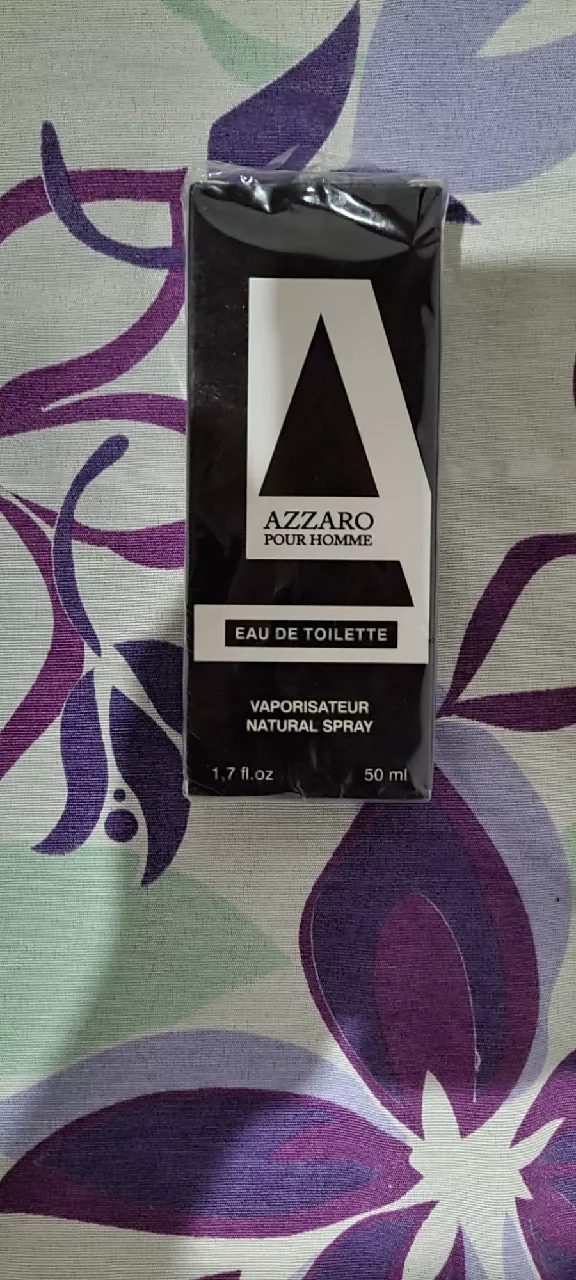 AZZARO
POUR HOMME
EAU DE TOILETTE
VAPORISATEUR
NATURAL SPRAY
1,7 fl.oz 50 ml